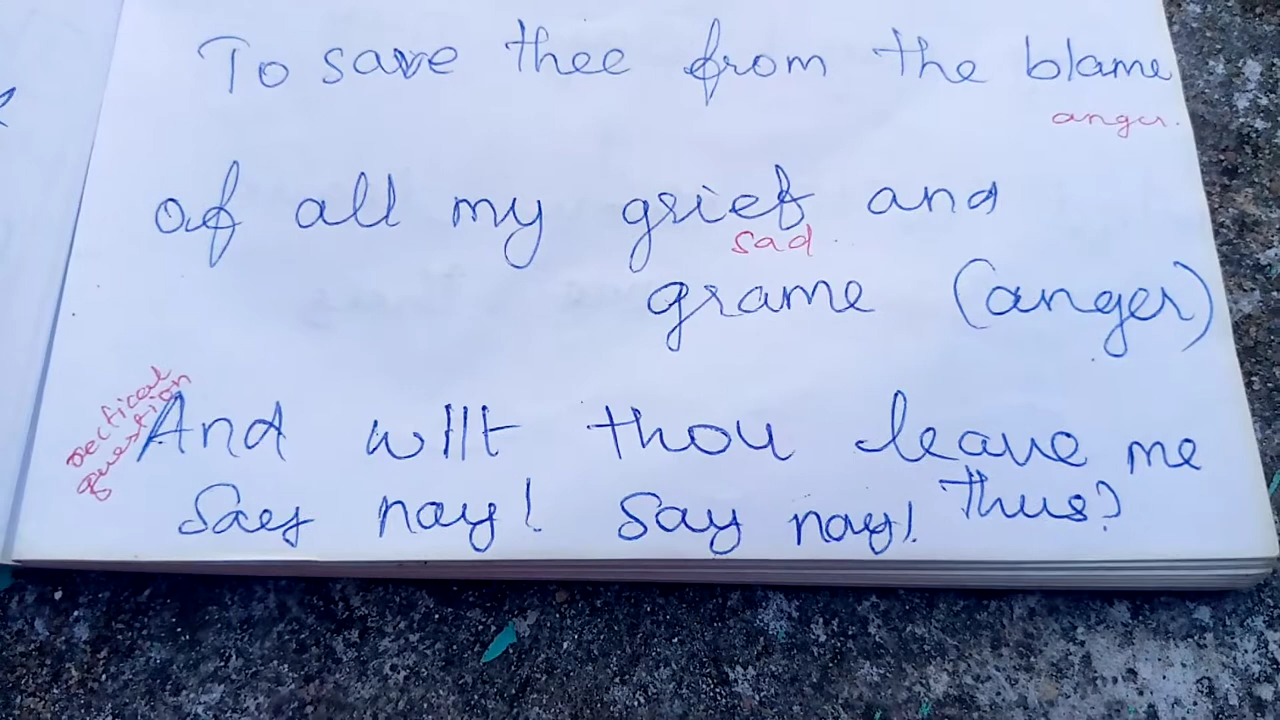 To save thee from the blame
anger.
of all my grief and
sad.
grame (anger)
And wilt thou leave me
question
thus?
Say nay! Say nay!